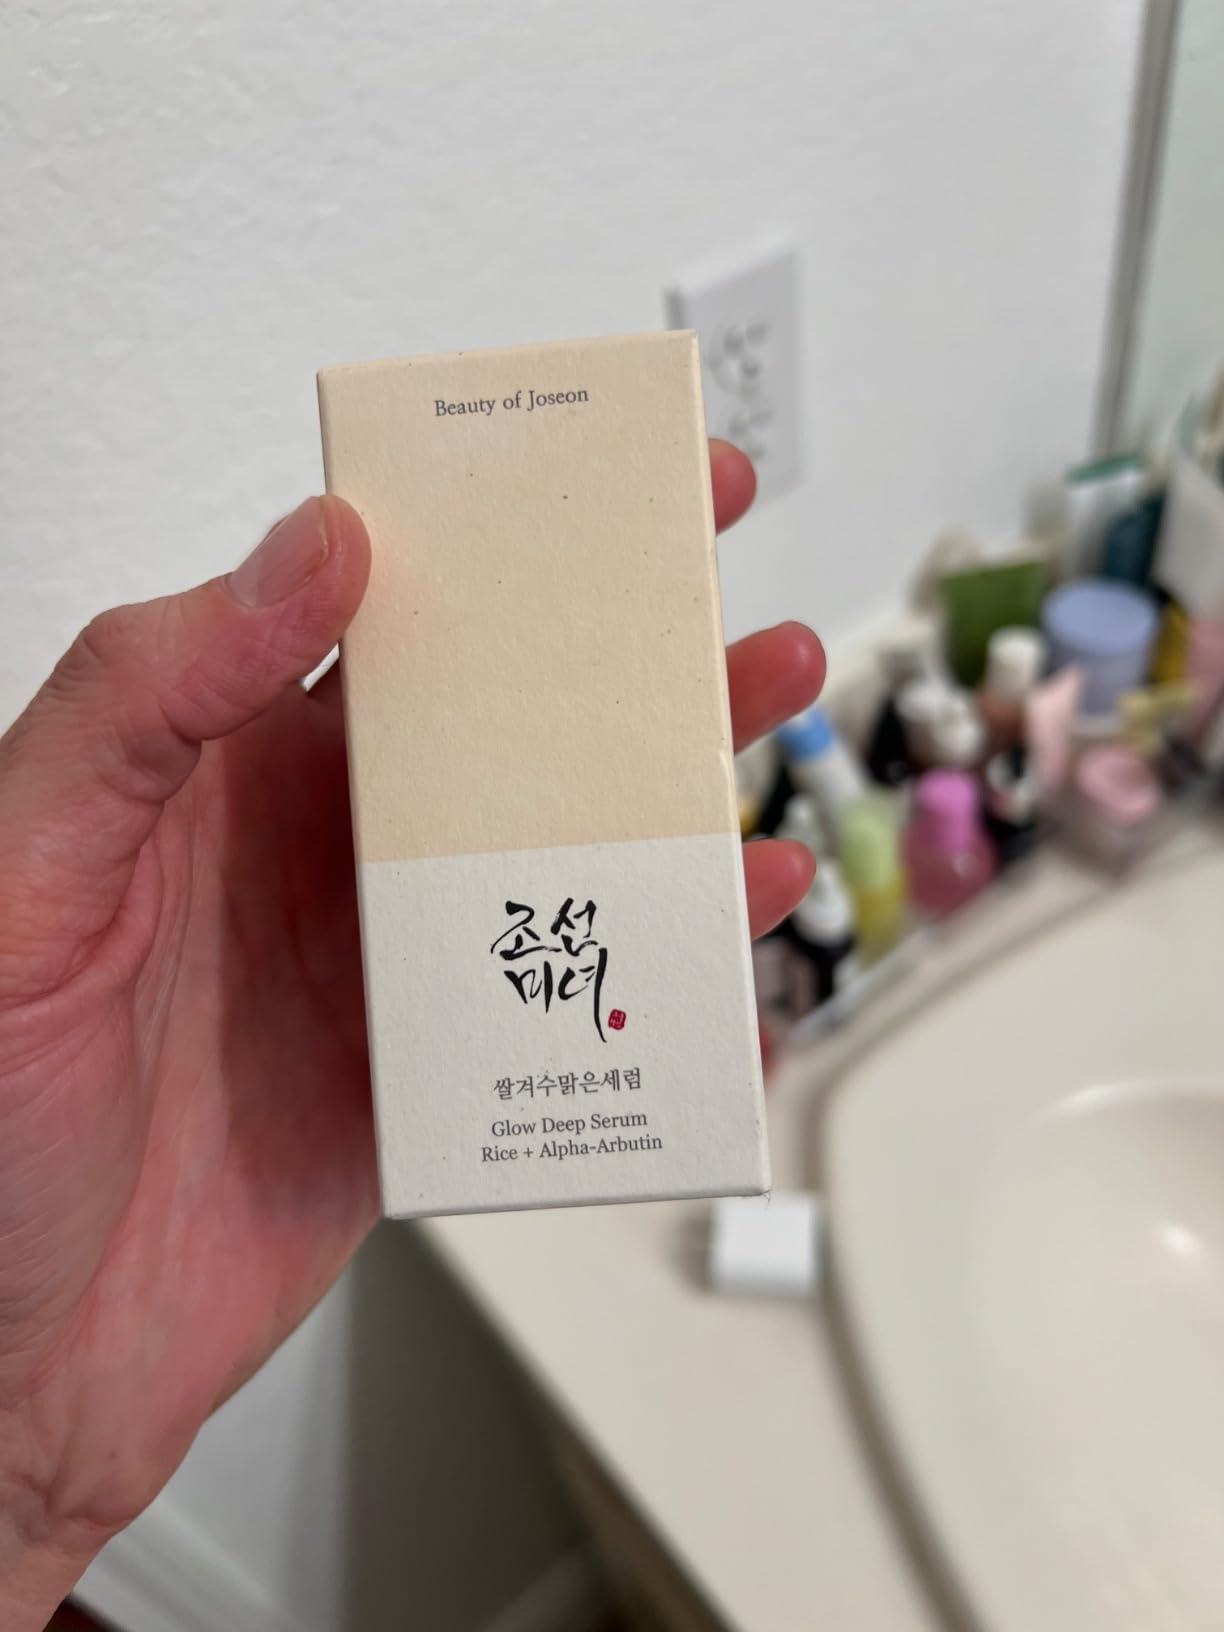 Beauty of Joseon
조선
미녀
쌀겨수맑은세럼
Glow Deep Serum
Rice + Alpha-Arbutin